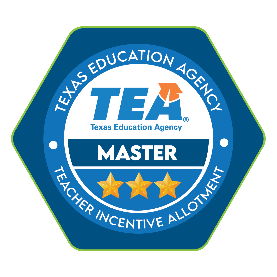 TEXAS EDUCATION AGENCY
TEA®
Texas Education Agency
MASTER
TEACHER INCENTIVE ALLOTMENT